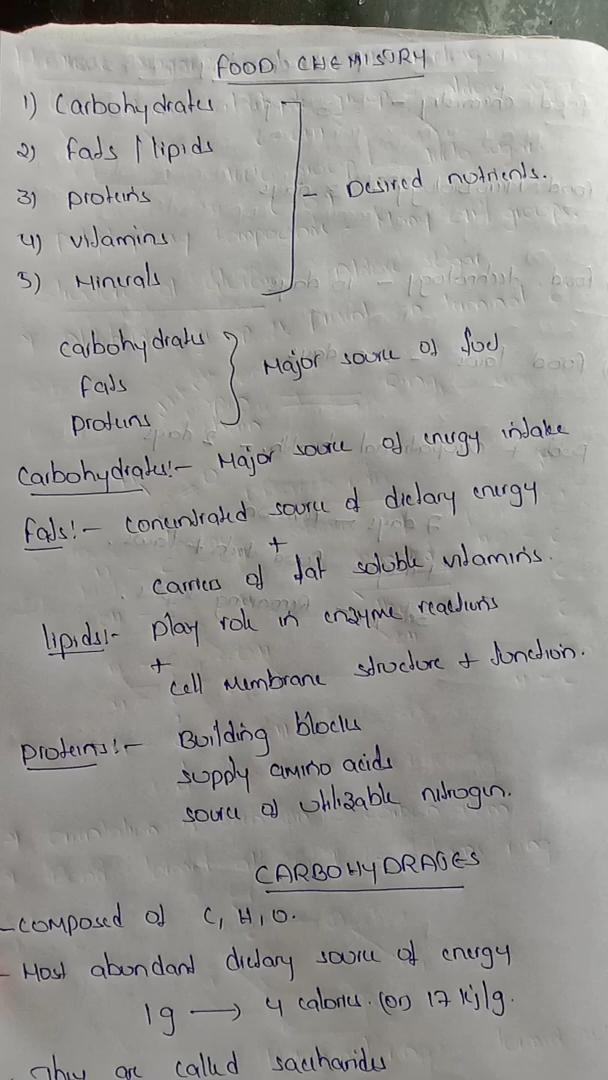 FOOD CHEMISTRY
1) Carbohydrates
2) Fats / lipids
3) proteins
4) vitamins
5) Minerals
- Desired nutrients.
carbohydrates
fats
proteins
Major source of fuel
Carbohydrates:- Major source of energy intake
Fats:- concentrated source of dietary energy
+
carriers of fat soluble vitamins.
lipids:- play role in enzyme reactions
+
cell membrane structure + function.
proteins:- Building blocks
supply amino acids
source of utilizable nitrogen.
CARBOHYDRATES
- composed of C, H, O.
- Most abundant dietary source of energy
1g → 4 calories. (or) 17 kj/g.
. They are called saccharides